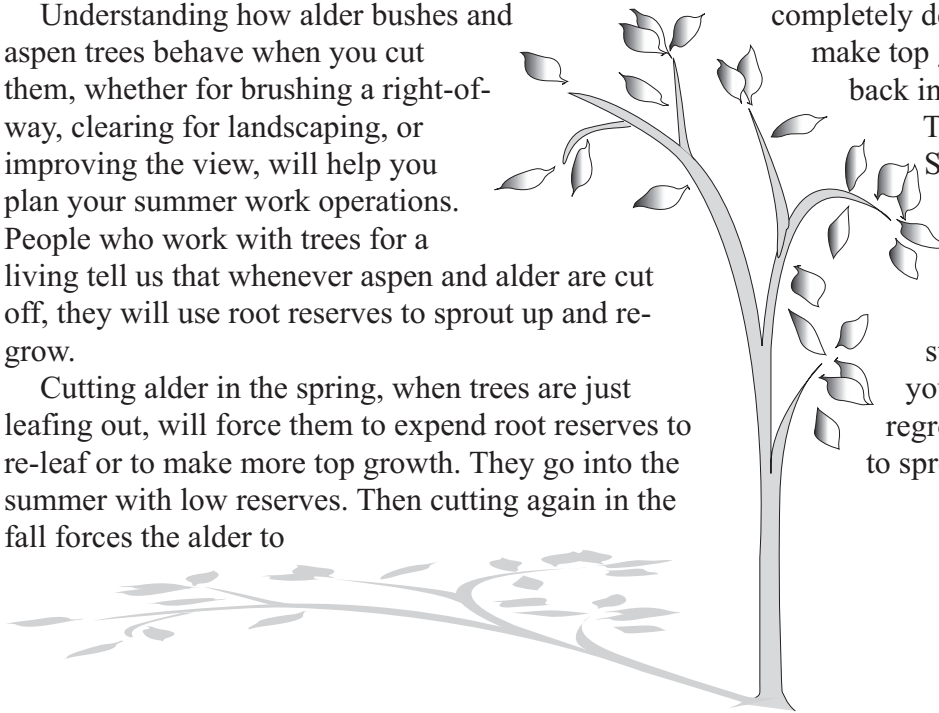 Understanding how alder bushes and
aspen trees behave when you cut
them, whether for brushing a right-of-
way, clearing for landscaping, or
improving the view, will help you
plan your summer work operations.
People who work with trees for a
living tell us that whenever aspen and alder are cut
off, they will use root reserves to sprout up and re-
grow.
Cutting alder in the spring, when trees are just
leafing out, will force them to expend root reserves to
re-leaf or to make more top growth. They go into the
summer with low reserves. Then cutting again in the
fall forces the alder to
completely
make top
back
to